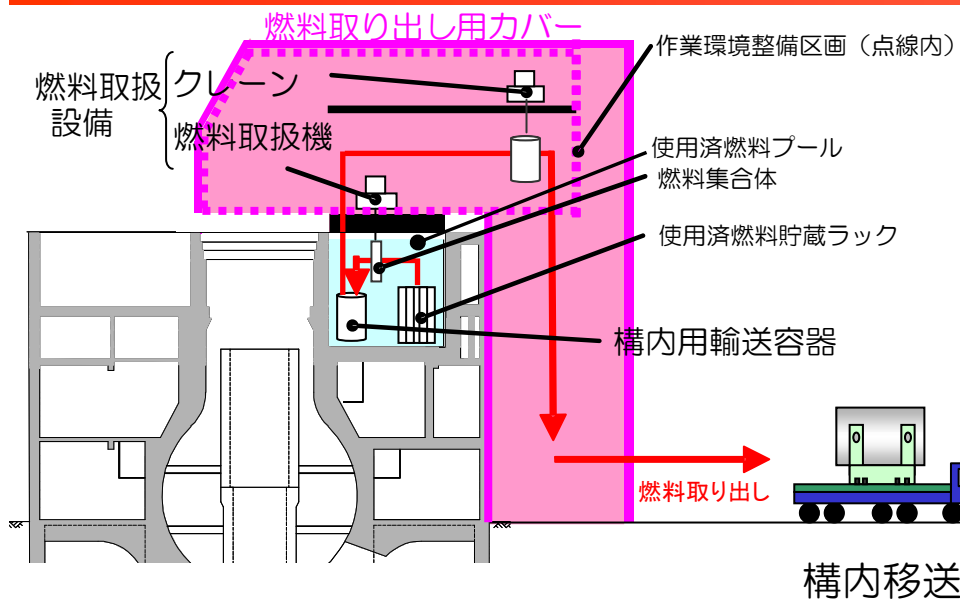 燃料取り出し用カバー
作業環境整備区画（点線内）
燃料取扱
設備
クレーン
燃料取扱機
使用済燃料プール
燃料集合体
使用済燃料貯蔵ラック
構内用輸送容器
燃料取り出し
構内移送